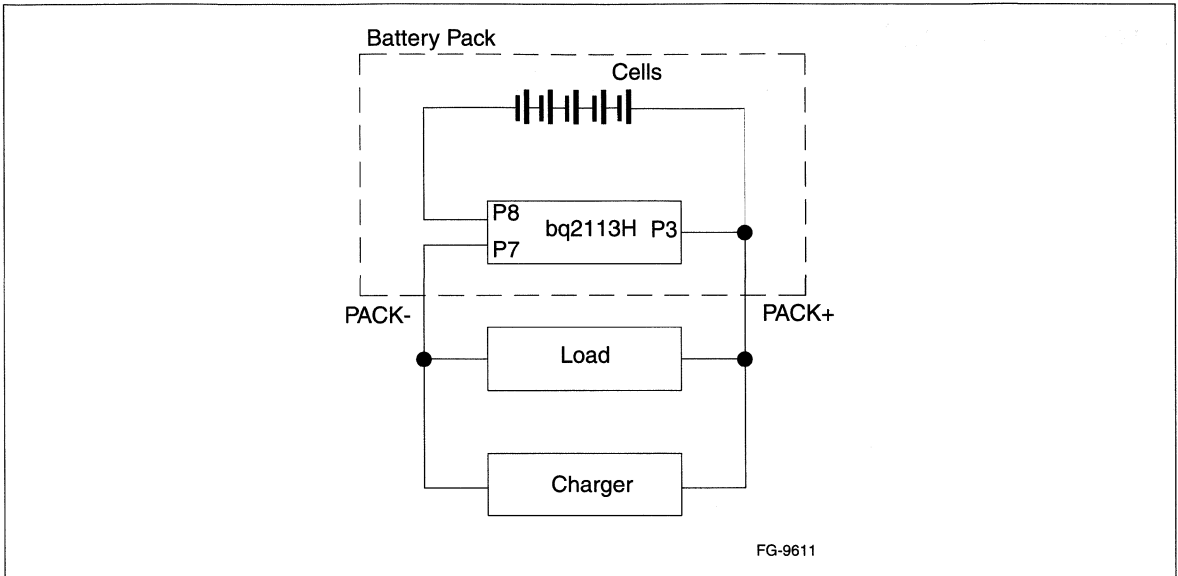 Battery Pack
Cells
P8
bq2113H P3
P7
PACK-
PACK+
Load
Charger
FG-9611